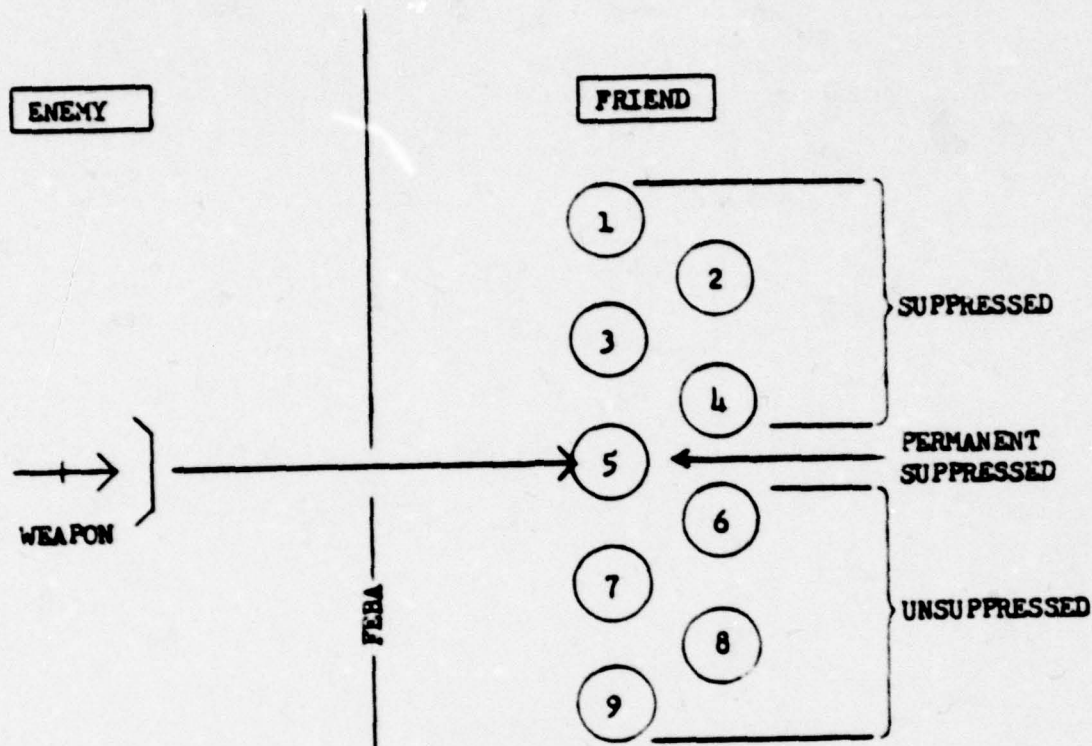 ENEMY
FRIEND
1
2
SUPPRESSED
3
4
PERMANENT
SUPPRESSED
5
WEAPON
6
7
FEBA
UNSUPPRESSED
8
9